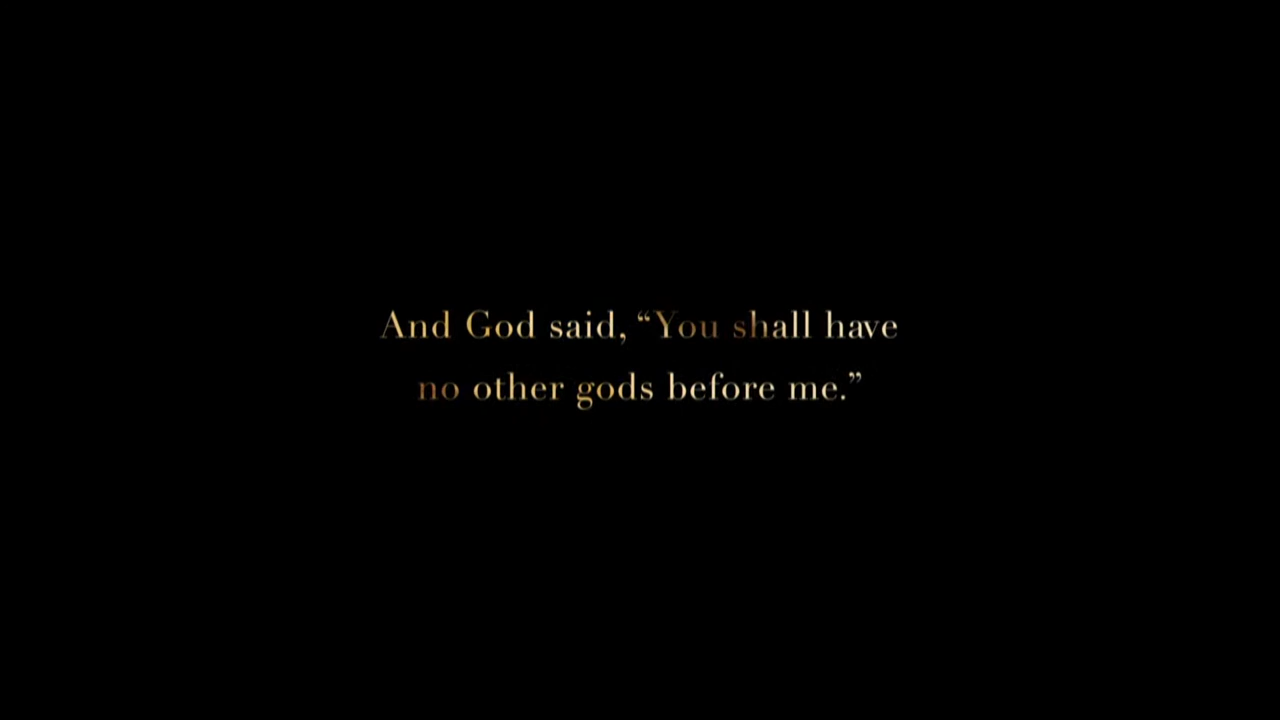 And God said, “You shall have
no other gods before me.”